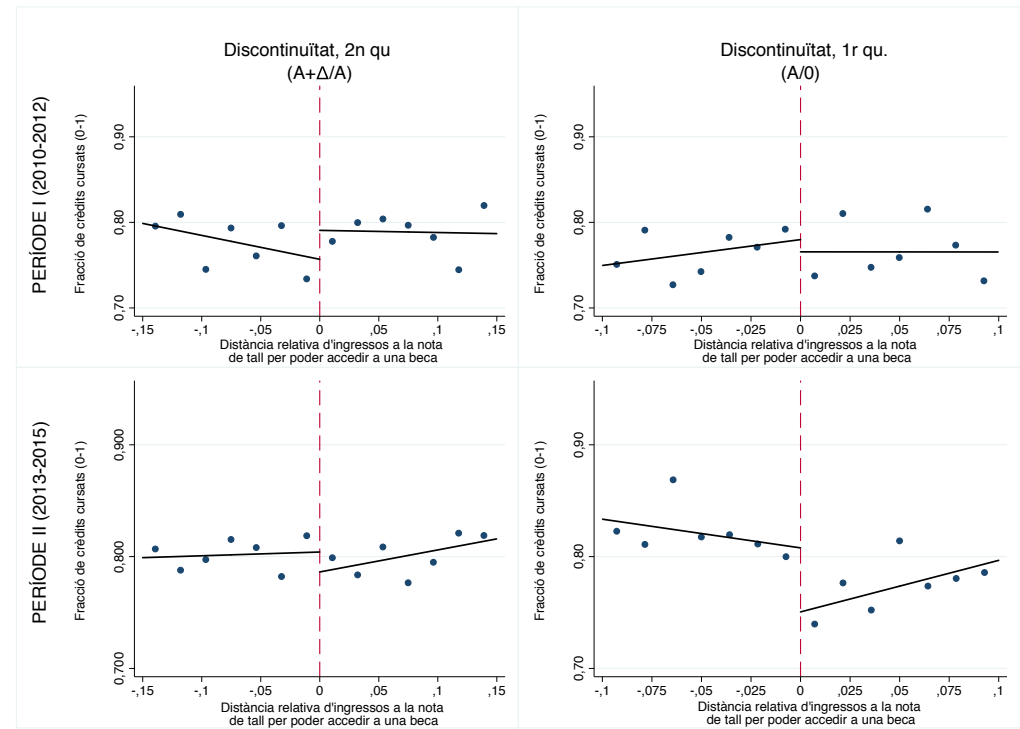 Discontinuïtat, 2n qu
(A+Δ/A)
Discontinuïtat, 1r qu.
(A/0)
PERÍODE I (2010-2012)
Fracció de crèdits cursats (0-1)
0,90
0,80
0,70
-,15 -,1 -,05 0 ,05 ,1 ,15
Distància relativa d'ingressos a la nota
de tall per poder accedir a una beca
Fracció de crèdits cursats (0-1)
0,90
0,80
0,70
-,1 -,075 -,05 -,025 0 ,025 ,05 ,075 ,1
Distància relativa d'ingressos a la nota
de tall per poder accedir a una beca
PERÍODE II (2013-2015)
Fracció de crèdits cursats (0-1)
0,900
0,800
0,700
-,15 -,1 -,05 0 ,05 ,1 ,15
Distància relativa d'ingressos a la nota
de tall per poder accedir a una beca
Fracció de crèdits cursats (0-1)
0,90
0,80
0,70
-,1 -,075 -,05 -,025 0 ,025 ,05 ,075 ,1
Distància relativa d'ingressos a la nota
de tall per poder accedir a una beca